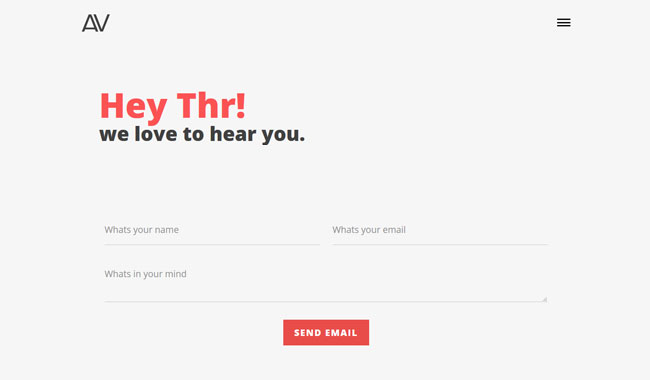 AV
Hey Thr!
we love to hear you.
Whats your name
Whats your email
Whats in your mind
SEND EMAIL